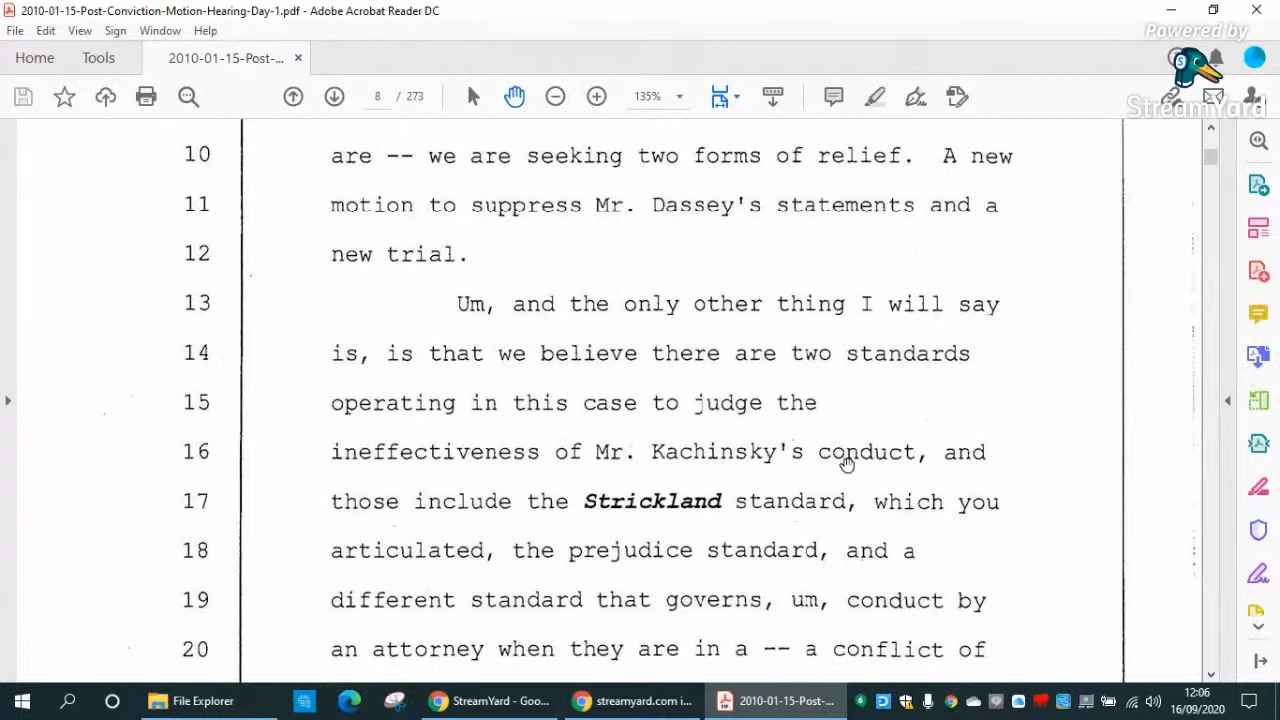 2010-01-15-Post-Conviction-Motion-Hearing-Day-1.pdf - Adobe Acrobat Reader DC
Powered by
File Edit View Sign Window Help
Home Tools 2010-01-15-Post-...
8 / 273 135%
StreamYard
10 are -- we are seeking two forms of relief. A new
11 motion to suppress Mr. Dassey's statements and a
12 new trial.
13 Um, and the only other thing I will say
14 is, is that we believe there are two standards
15 operating in this case to judge the
16 ineffectiveness of Mr. Kachinsky's conduct, and
17 those include the Strickland standard, which you
18 articulated, the prejudice standard, and a
19 different standard that governs, um, conduct by
20 an attorney when they are in a -- a conflict of
File Explorer StreamYard - Goo... streamyard.com i... 2010-01-15-Post-...
12:06
16/09/2020